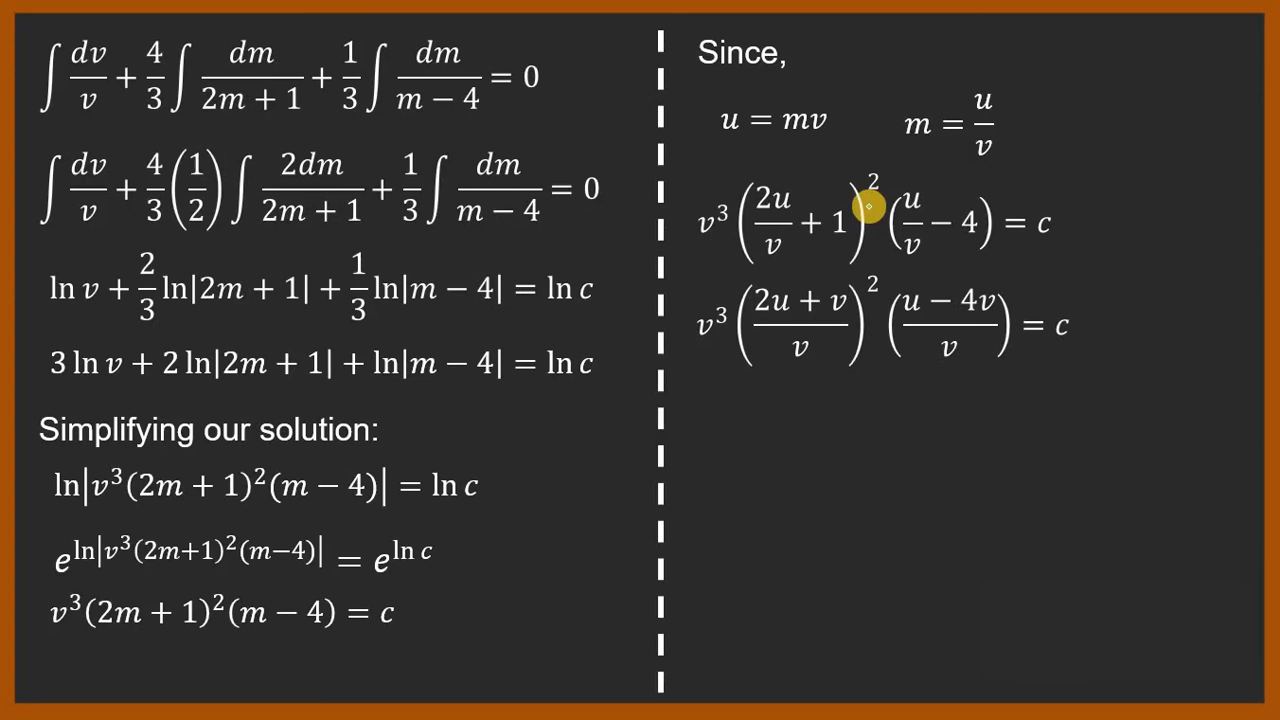 ∫ dv/v + 4/3 ∫ dm/(2m + 1) + 1/3 ∫ dm/(m − 4) = 0
∫ dv/v + 4/3 (1/2) ∫ 2dm/(2m + 1) + 1/3 ∫ dm/(m − 4) = 0
ln v + 2/3 ln|2m + 1| + 1/3 ln|m − 4| = ln c
3 ln v + 2 ln|2m + 1| + ln|m − 4| = ln c
Simplifying our solution:
ln|v³(2m + 1)²(m − 4)| = ln c
e^(ln|v³(2m+1)²(m−4)|) = e^(ln c)
v³(2m + 1)²(m − 4) = c
Since,
u = mv    m = u/v
v³ (2u/v + 1)² (u/v − 4) = c
v³ ((2u + v)/v)² ((u − 4v)/v) = c